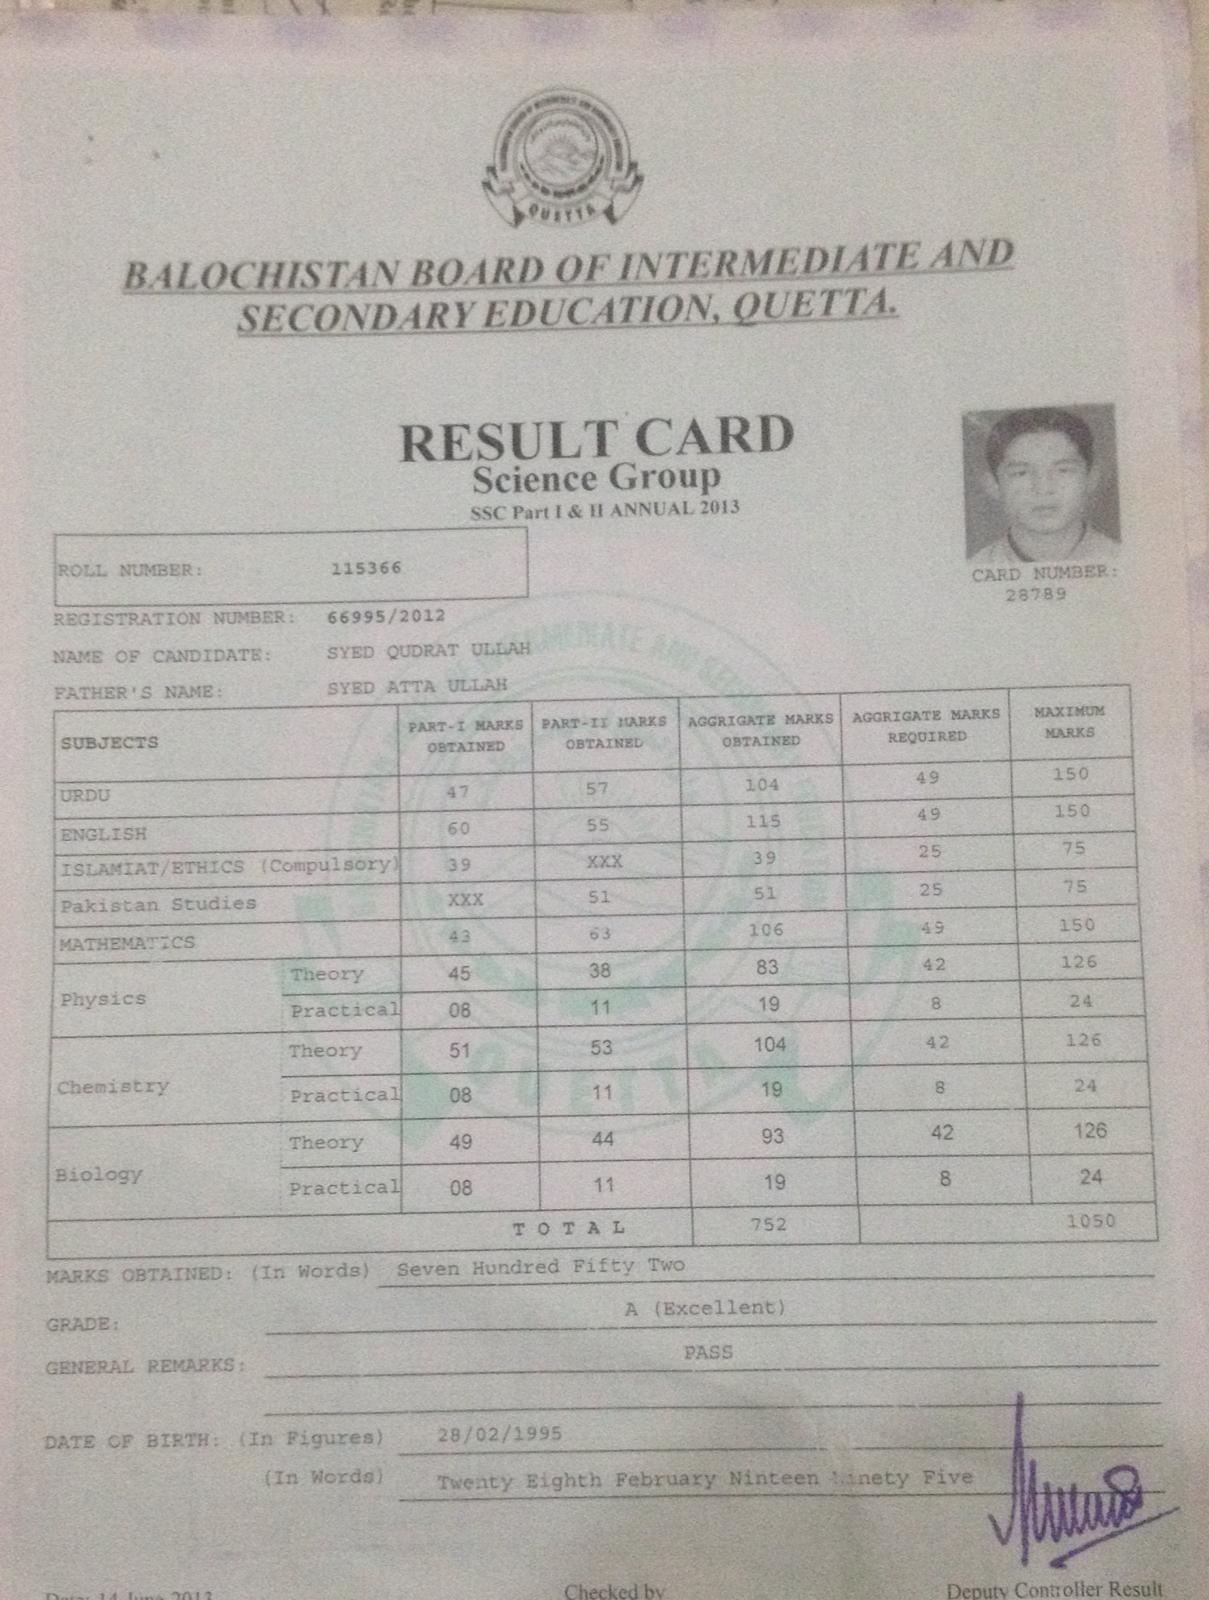 QUETTA
BALOCHISTAN BOARD OF INTERMEDIATE AND
SECONDARY EDUCATION, QUETTA.
RESULT CARD
Science Group
SSC Part I & II ANNUAL 2013
ROLL NUMBER: 115366
CARD NUMBER:
28789
REGISTRATION NUMBER: 66995/2012
NAME OF CANDIDATE: SYED QUDRAT ULLAH
FATHER'S NAME: SYED ATTA ULLAH
SUBJECTS PART-I MARKS OBTAINED PART-II MARKS OBTAINED AGGRIGATE MARKS OBTAINED AGGRIGATE MARKS REQUIRED MAXIMUM MARKS
URDU 47 57 104 49 150
ENGLISH 60 55 115 49 150
ISLAMIAT/ETHICS (Compulsory) 39 XXX 39 25 75
Pakistan Studies XXX 51 51 25 75
MATHEMATICS 43 63 106 49 150
Physics Theory 45 38 83 42 126
Practical 08 11 19 8 24
Chemistry Theory 51 53 104 42 126
Practical 08 11 19 8 24
Biology Theory 49 44 93 42 126
Practical 08 11 19 8 24
TOTAL 752 1050
MARKS OBTAINED: (In Words) Seven Hundred Fifty Two
GRADE: A (Excellent)
GENERAL REMARKS: PASS
DATE OF BIRTH: (In Figures) 28/02/1995
(In Words) Twenty Eighth February Ninteen Ninety Five
Date: 14 June 2013 Checked by Deputy Controller Result